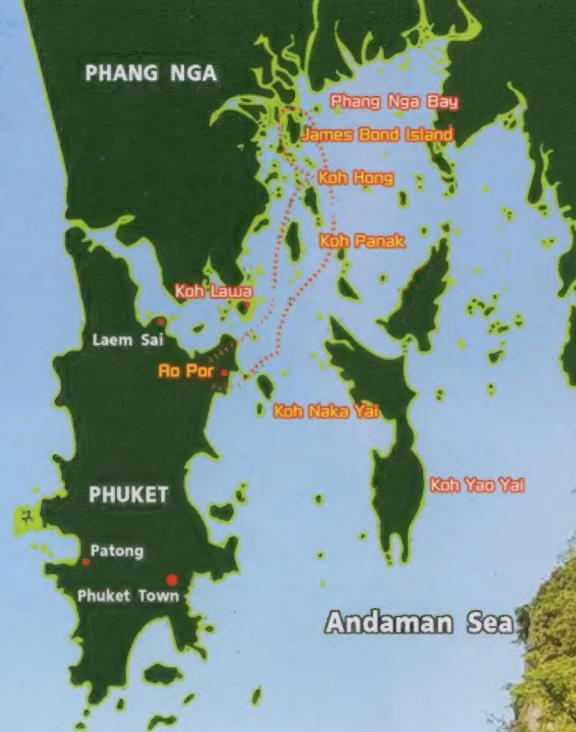 PHANG NGA
Phang Nga Bay
James Bond Island
Koh Hong
Koh Panak
Koh Lawa
Laem Sai
Ao Por
Koh Naka Yai
Koh Yao Yai
PHUKET
Patong
Phuket Town
Andaman Sea